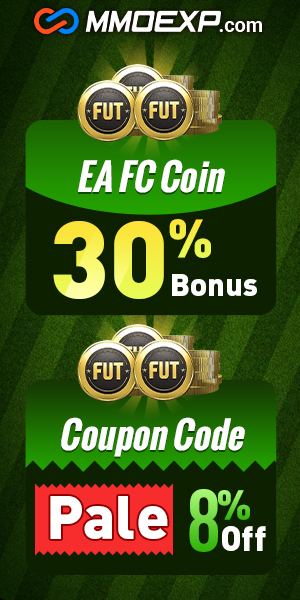 MMOEXP.com
FUT FUT
EA FC Coin
30%
Bonus
FUT FUT
Coupon Code
Pale 8%
Off